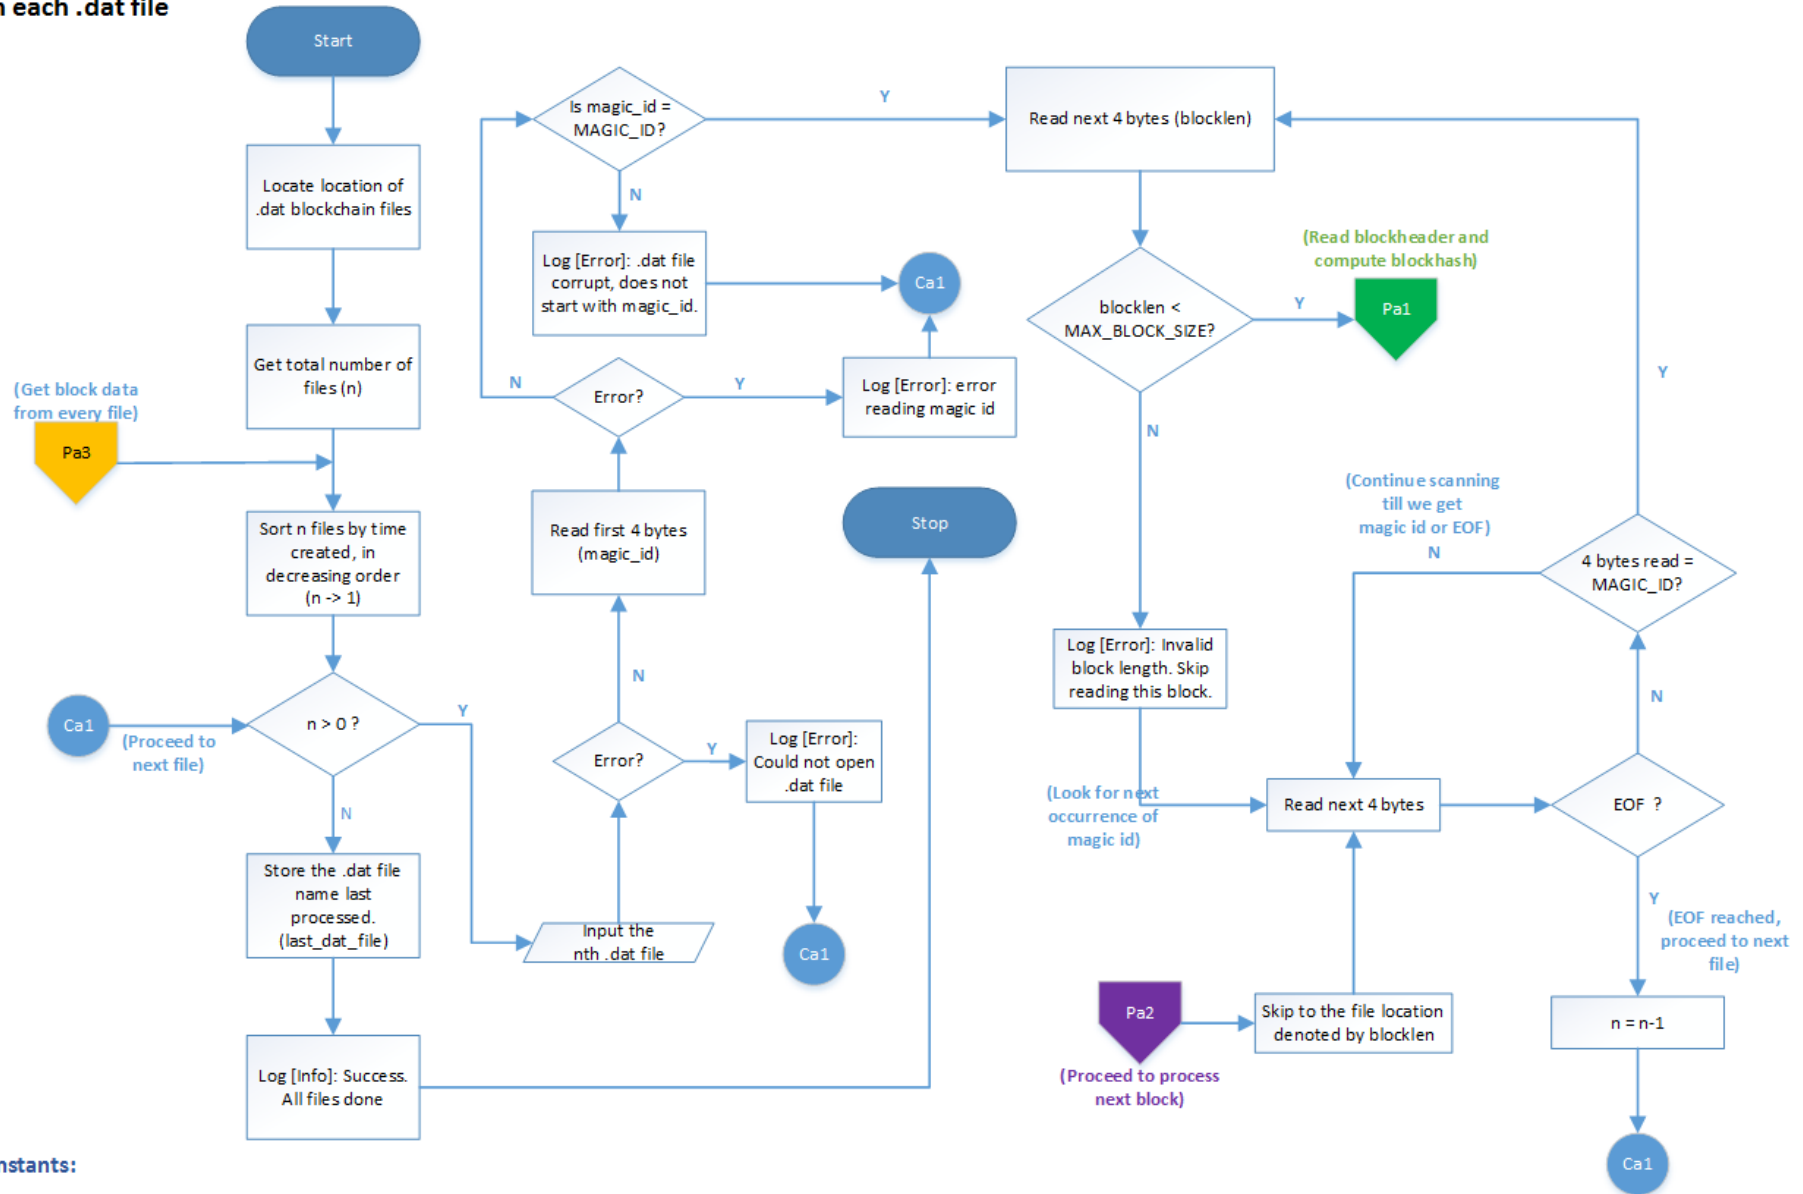 each .dat file
Start
Locate location of
.dat blockchain files
Get total number of
files (n)
(Get block data
from every file)
Pa3
Sort n files by time
created, in
decreasing order
(n -> 1)
Ca1
(Proceed to
next file)
n > 0 ?
Y
N
Store the .dat file
name last
processed.
(last_dat_file)
Log [Info]: Success.
All files done
Is magic_id =
MAGIC_ID?
Y
N
Log [Error]: .dat file
corrupt, does not
start with magic_id.
Ca1
N
Error?
Y
Log [Error]: error
reading magic id
Read first 4 bytes
(magic_id)
Stop
N
Error?
Y
Log [Error]:
Could not open
.dat file
Input the
nth .dat file
Ca1
Read next 4 bytes (blocklen)
blocklen <
MAX_BLOCK_SIZE?
Y
(Read blockheader and
compute blockhash)
Pa1
N
Log [Error]: Invalid
block length. Skip
reading this block.
(Look for next
occurrence of
magic id)
Read next 4 bytes
(Continue scanning
till we get
magic id or EOF)
N
4 bytes read =
MAGIC_ID?
Y
N
EOF ?
Y
(EOF reached,
proceed to next
file)
Pa2
(Proceed to process
next block)
Skip to the file location
denoted by blocklen
n = n-1
Ca1
nstants: